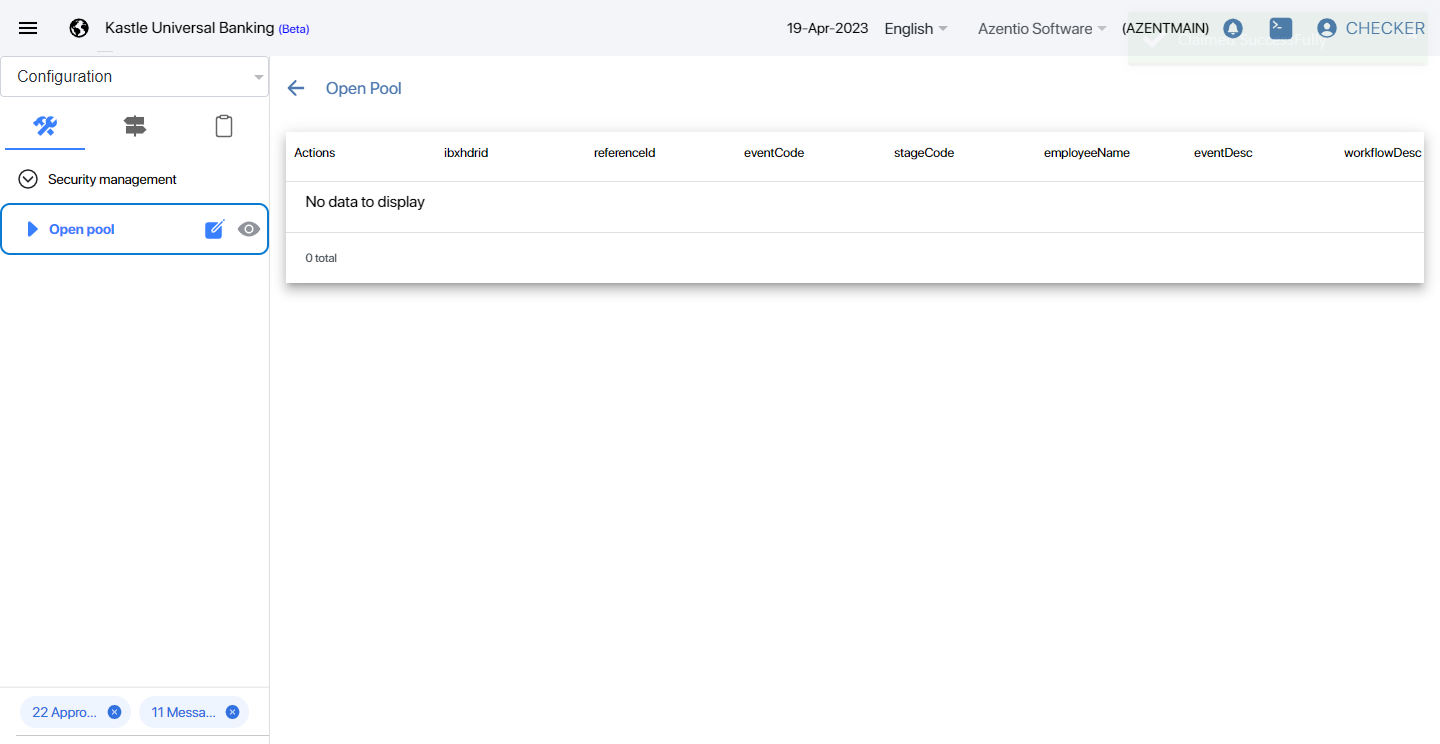 Kastle Universal Banking (Beta)
19-Apr-2023 English Azentio Software (AZENTMAIN) CHECKER
Configuration
Open Pool
Security management
Open pool
Actions ibxhdrid referenceId eventCode stageCode employeeName eventDesc workflowDesc
No data to display
0 total
22 Appro... 11 Messa...